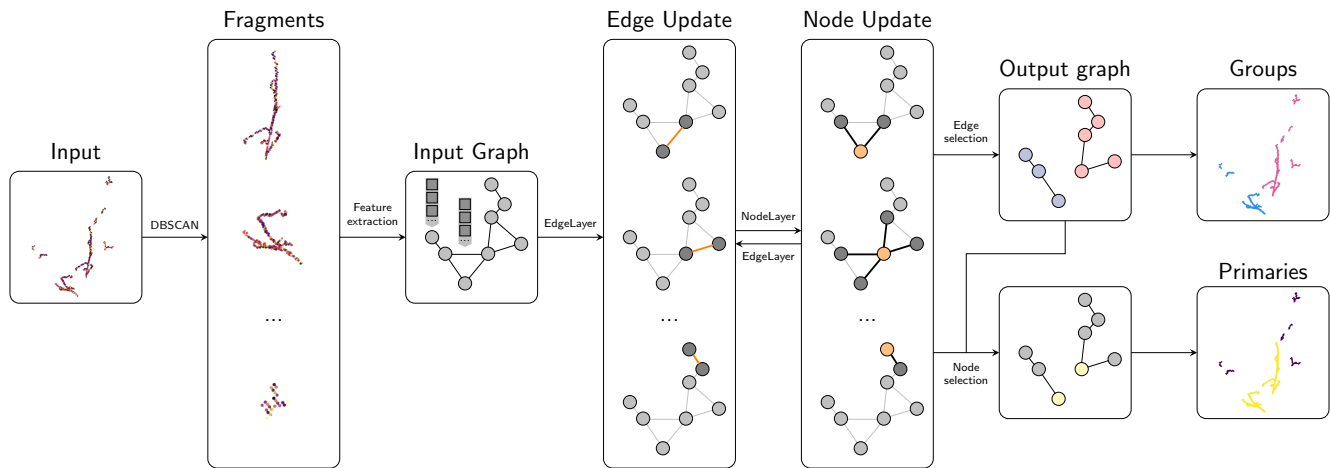 Fragments
Edge Update
Node Update
Output graph
Groups
Input
Input Graph
DBSCAN
Feature
extraction
...
...
EdgeLayer
NodeLayer
EdgeLayer
Edge
selection
Primaries
...
...
...
Node
selection